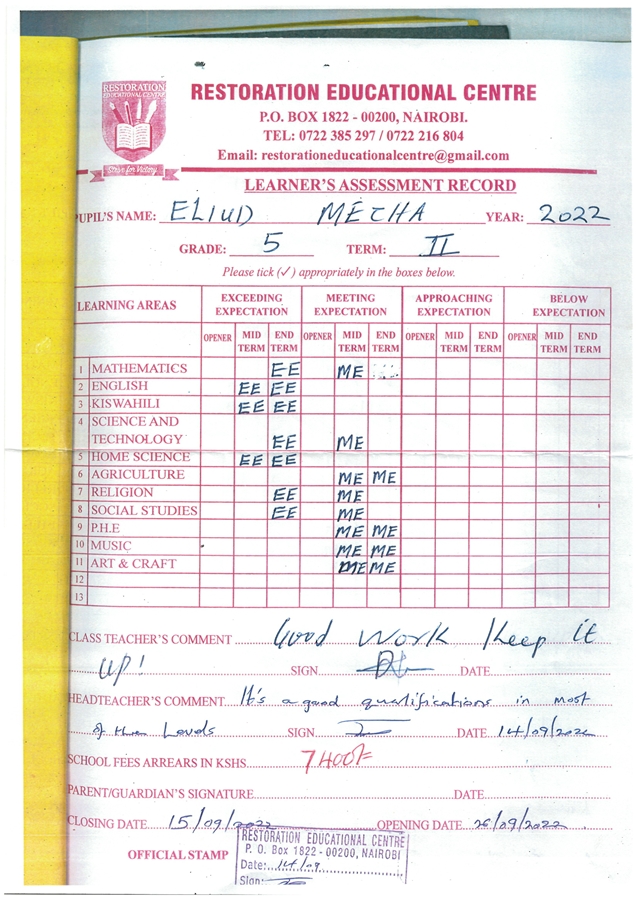 RESTORATION
EDUCATIONAL CENTRE
Strive for Victory
RESTORATION EDUCATIONAL CENTRE
P.O. BOX 1822 - 00200, NAIROBI.
TEL: 0722 385 297 / 0722 216 804
Email: restorationeducationalcentre@gmail.com
LEARNER'S ASSESSMENT RECORD
PUPIL'S NAME: ELIUD MECHA YEAR: 2022
GRADE: 5 TERM: II
Please tick (✓) appropriately in the boxes below.
LEARNING AREAS EXCEEDING EXPECTATION MEETING EXPECTATION APPROACHING EXPECTATION BELOW EXPECTATION
OPENER MID TERM END TERM OPENER MID TERM END TERM OPENER MID TERM END TERM OPENER MID TERM END TERM
1 MATHEMATICS EE ME
2 ENGLISH EE EE
3 KISWAHILI EE EE
4 SCIENCE AND
TECHNOLOGY EE ME
5 HOME SCIENCE EE EE
6 AGRICULTURE ME ME
7 RELIGION EE ME
8 SOCIAL STUDIES EE ME
9 P.H.E ME ME
10 MUSIC ME ME
11 ART & CRAFT ME ME
12
13
CLASS TEACHER'S COMMENT Good Work Keep it
up! SIGN DATE
HEADTEACHER'S COMMENT It's a good qualifications in most
of the Levels SIGN DATE 14/09/2022
SCHOOL FEES ARREARS IN KSHS 7400/=
PARENT/GUARDIAN'S SIGNATURE DATE
CLOSING DATE 15/09/2022 OPENING DATE 26/09/2022
OFFICIAL STAMP
RESTORATION EDUCATIONAL CENTRE
P. O. Box 1822 - 00200, NAIROBI
Date: 14/09
Sign: